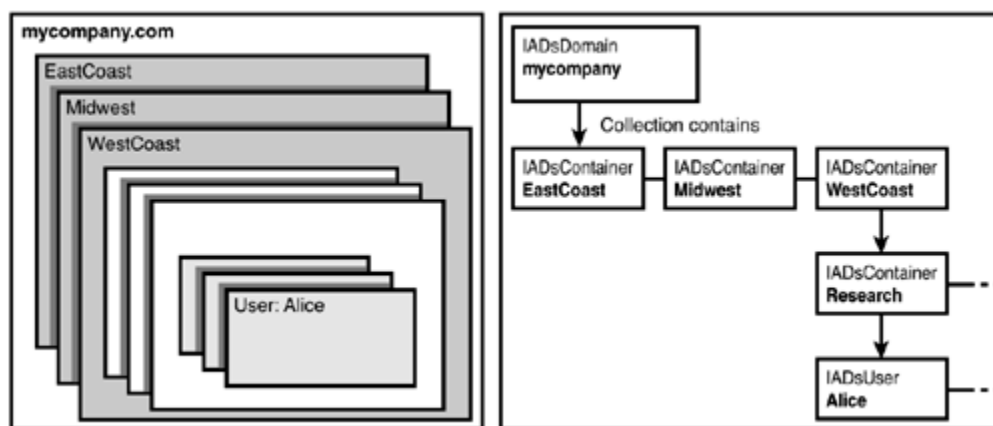 mycompany.com
EastCoast
Midwest
WestCoast
User: Alice
IADsDomain
mycompany
Collection contains
IADsContainer
EastCoast
IADsContainer
Midwest
IADsContainer
WestCoast
IADsContainer
Research
IADsUser
Alice